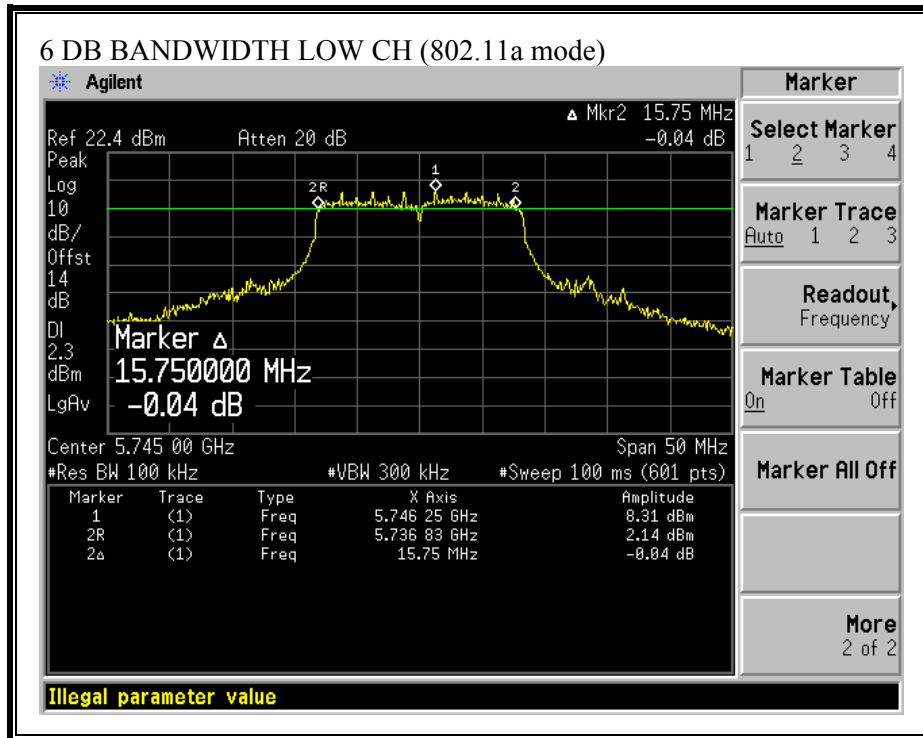 6 DB BANDWIDTH LOW CH (802.11a mode)
Agilent
Marker
Δ Mkr2 15.75 MHz
Ref 22.4 dBm Atten 20 dB -0.04 dB
Peak
Log
10
dB/
Offst
14
dB
DI
2.3
dBm
LgAv
2R
1
2
Marker Δ
15.750000 MHz
-0.04 dB
Center 5.745 00 GHz Span 50 MHz
#Res BW 100 kHz #VBW 300 kHz #Sweep 100 ms (601 pts)
Marker Trace Type X Axis Amplitude
1 (1) Freq 5.746 25 GHz 8.31 dBm
2R (1) Freq 5.736 83 GHz 2.14 dBm
2Δ (1) Freq 15.75 MHz -0.04 dB
Select Marker
1 2 3 4
Marker Trace
Auto 1 2 3
Readout
Frequency
Marker Table
On Off
Marker All Off
More
2 of 2
Illegal parameter value